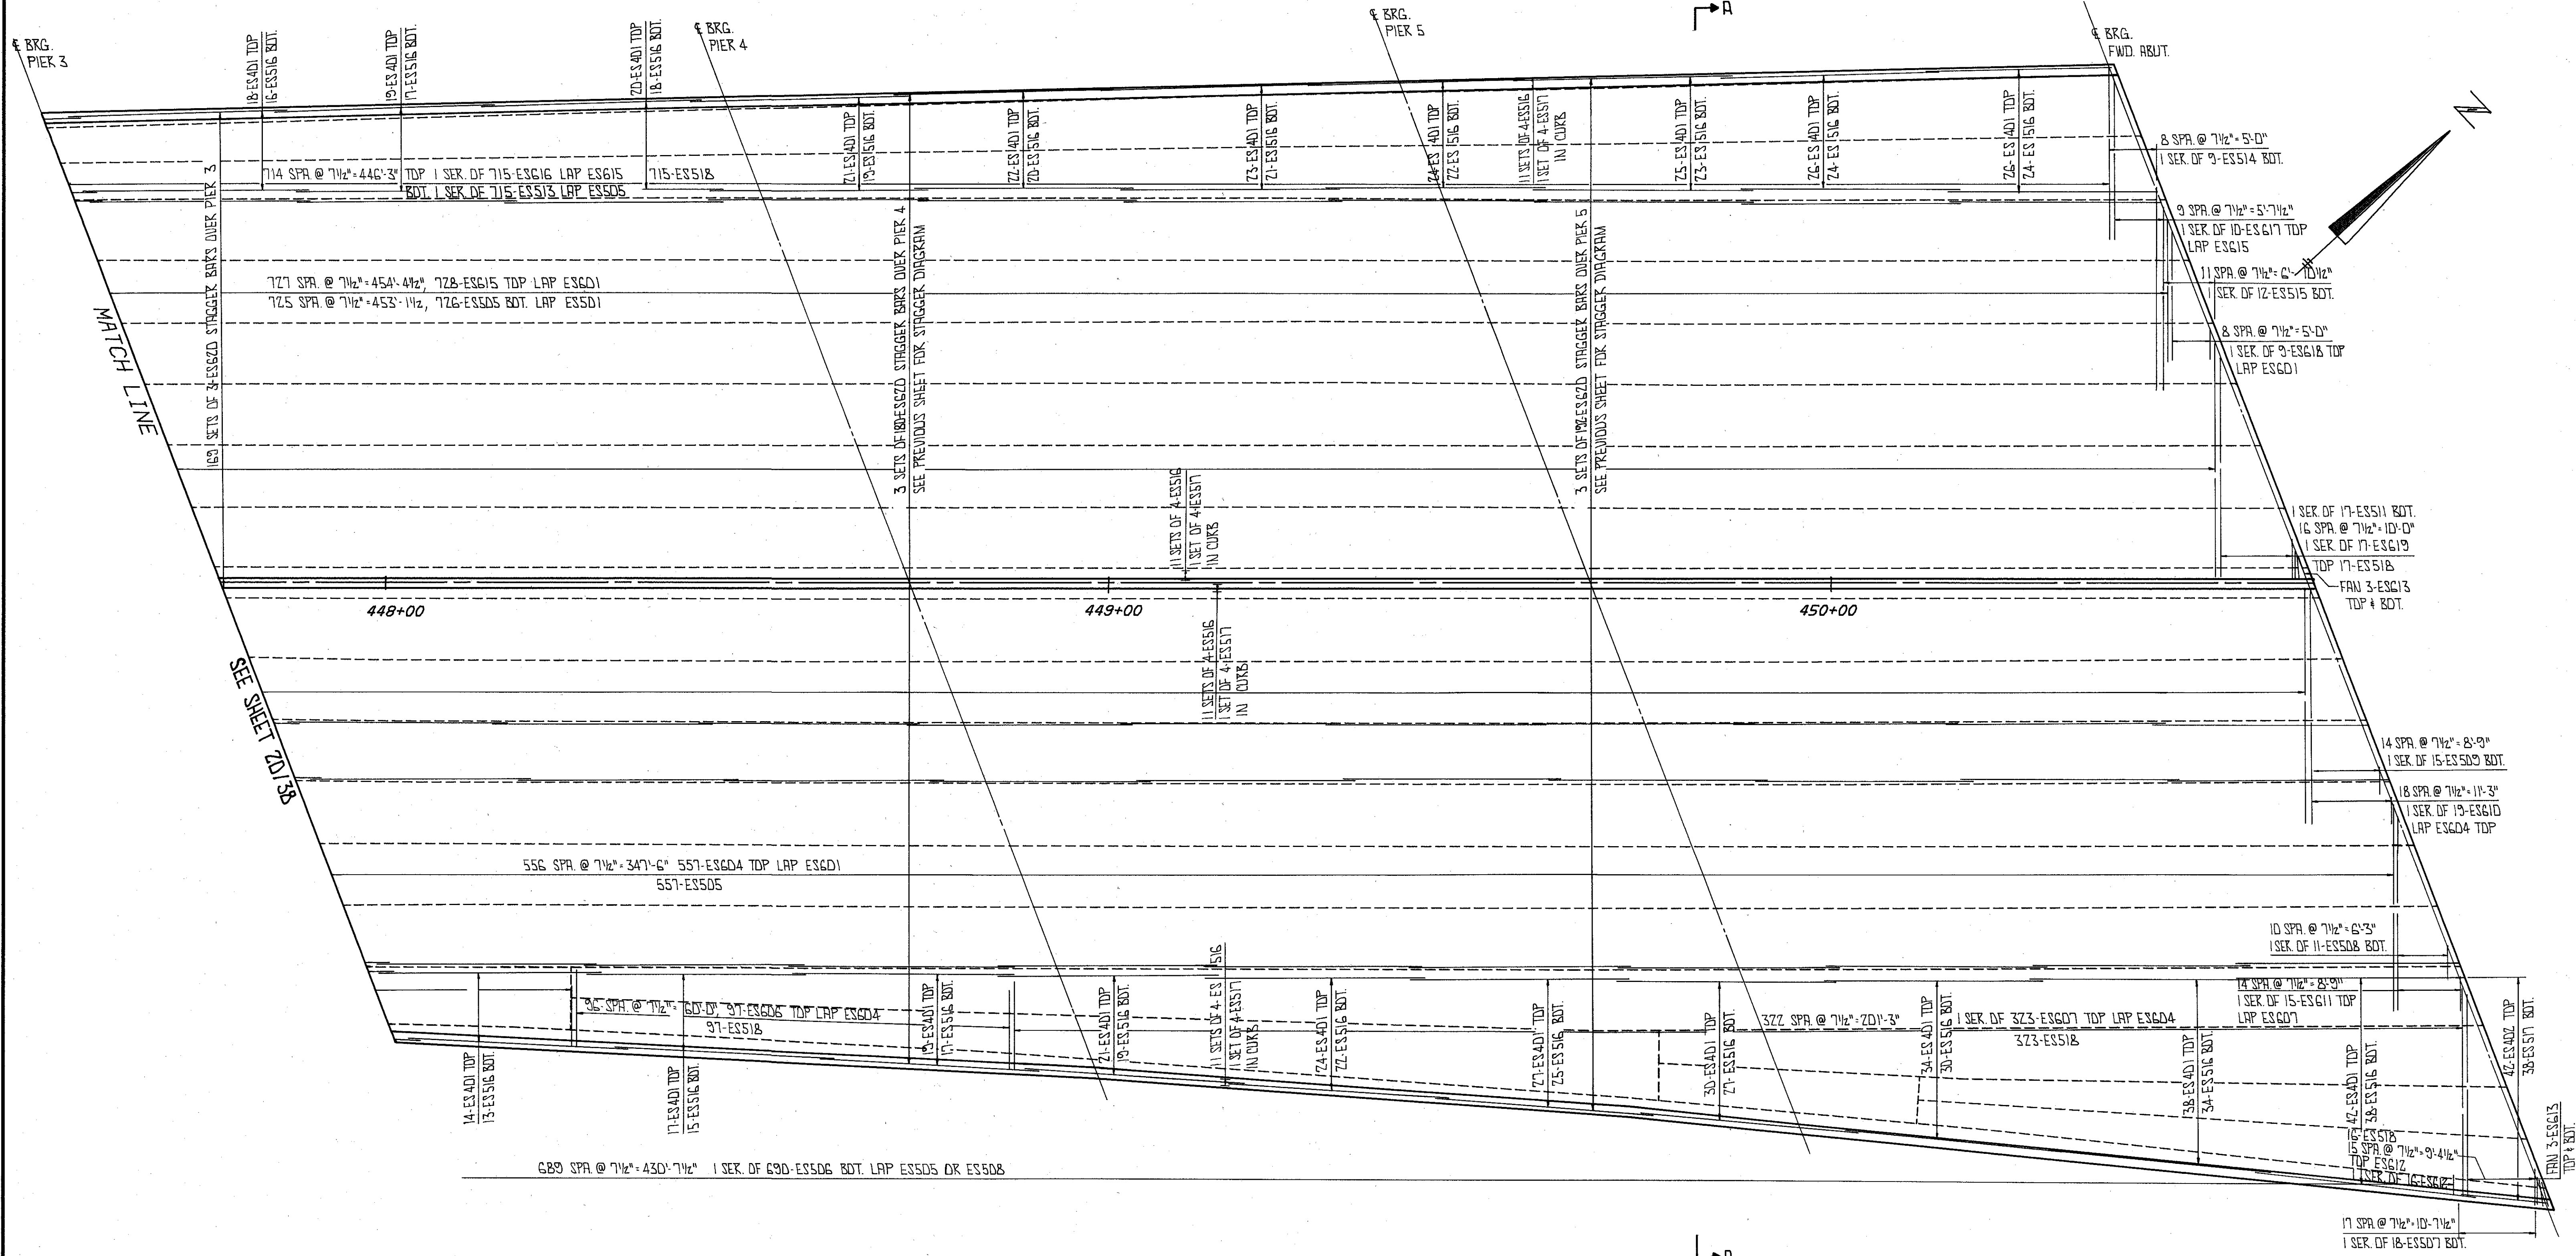 ℄ BRG.
PIER 3
18-ES401 TOP
16-ES516 BOT.
19-ES401 TOP
17-ES516 BOT.
20-ES401 TOP
18-ES516 BOT.
℄ BRG.
PIER 4
℄ BRG.
PIER 5
A
℄ BRG.
FWD. ABUT.
N
714 SPA. @ 7½" = 446'-3" TOP 1 SER. OF 715-ES616 LAP ES615
BOT. 1 SER. OF 715-ES513 LAP ES505
715-ES518
21-ES401 TOP
19-ES516 BOT.
22-ES401 TOP
20-ES516 BOT.
23-ES401 TOP
21-ES516 BOT.
24-ES401 TOP
22-ES516 BOT.
11 SETS OF 4-ES516
1 SET OF 4-ES517
IN CURB
25-ES401 TOP
23-ES516 BOT.
26-ES401 TOP
24-ES516 BOT.
26-ES401 TOP
24-ES516 BOT.
8 SPA. @ 7½" = 5'-0"
1 SER. OF 9-ES514 BOT.
9 SPA. @ 7½" = 5'-7½"
1 SER. OF 10-ES617 TOP
LAP ES615
11 SPA. @ 7½" = 6'-10½"
1 SER. OF 12-ES515 BOT.
8 SPA. @ 7½" = 5'-0"
1 SER. OF 9-ES618 TOP
LAP ES601
169 SETS OF 3-ES620 STAGGER BARS OVER PIER 3
727 SPA. @ 7½" = 454'-4½", 728-ES615 TOP LAP ES601
725 SPA. @ 7½" = 453'-1½, 726-ES505 BOT. LAP ES501
3 SETS OF 180-ES620 STAGGER BARS OVER PIER 4
SEE PREVIOUS SHEET FOR STAGGER DIAGRAM
3 SETS OF 192-ES620 STAGGER BARS OVER PIER 5
SEE PREVIOUS SHEET FOR STAGGER DIAGRAM
MATCH LINE
SEE SHEET 20/38
11 SETS OF 4-ES516
1 SET OF 4-ES517
IN CURB
1 SER. OF 17-ES511 BOT.
16 SPA. @ 7½" = 10'-0"
1 SER. OF 17-ES619
TOP 17-ES518
FAN 3-ES613
TOP & BOT.
448+00
449+00
450+00
11 SETS OF 4-ES516
1 SET OF 4-ES517
IN CURB
14 SPA. @ 7½" = 8'-9"
1 SER. OF 15-ES509 BOT.
18 SPA. @ 7½" = 11'-3"
1 SER. OF 19-ES610
LAP ES604 TOP
556 SPA. @ 7½" = 347'-6" 557-ES604 TOP LAP ES601
557-ES505
10 SPA. @ 7½" = 6'-3"
1 SER. OF 11-ES508 BOT.
14 SPA. @ 7½" = 8'-9"
1 SER. OF 15-ES611 TOP
LAP ES607
96-SPA. @ 7½" = 60'-0", 97-ES606 TOP LAP ES604
97-ES518
322 SPA. @ 7½" = 201'-3" 1 SER. OF 323-ES607 TOP LAP ES604
323-ES518
14-ES401 TOP
13-ES516 BOT.
17-ES401 TOP
15-ES516 BOT.
19-ES401 TOP
17-ES516 BOT.
21-ES401 TOP
19-ES516 BOT.
11 SETS OF 4-ES 516
1 SET OF 4-ES517
IN CURB
24-ES401 TOP
22-ES516 BOT.
27-ES401 TOP
25-ES516 BOT.
30-ES401 TOP
27-ES516 BOT.
34-ES401 TOP
30-ES516 BOT.
38-ES401 TOP
34-ES516 BOT.
42-ES401 TOP
38-ES516 BOT.
42-ES402 TOP
38-ES517 BOT.
16-ES518
15 SPA. @ 7½" = 9'-4½"
TOP ES612
1 SER. OF 16-ES612
FAN 3-ES613
TOP & BOT.
689 SPA. @ 7½" = 430'-7½" 1 SER. OF 690-ES506 BOT. LAP ES505 OR ES508
17 SPA @ 7½" = 10'-7½"
1 SER. OF 18-ES507 BOT.
A